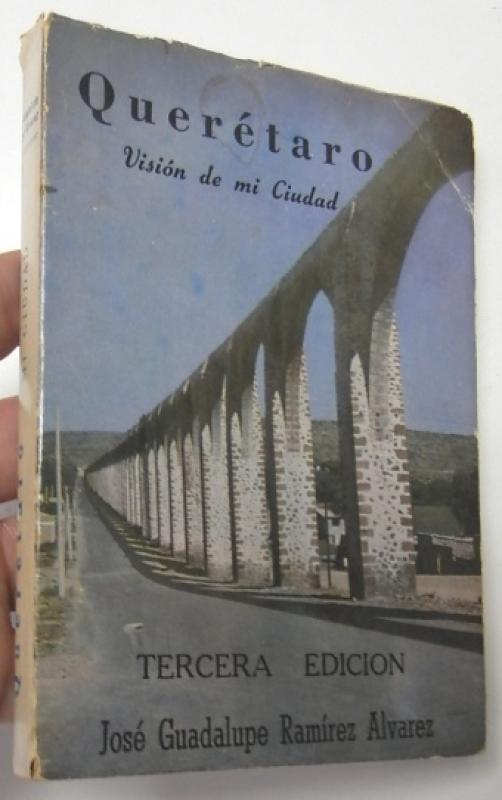 Querétaro
Visión de mi Ciudad
TERCERA EDICION
José Guadalupe Ramírez Alvarez